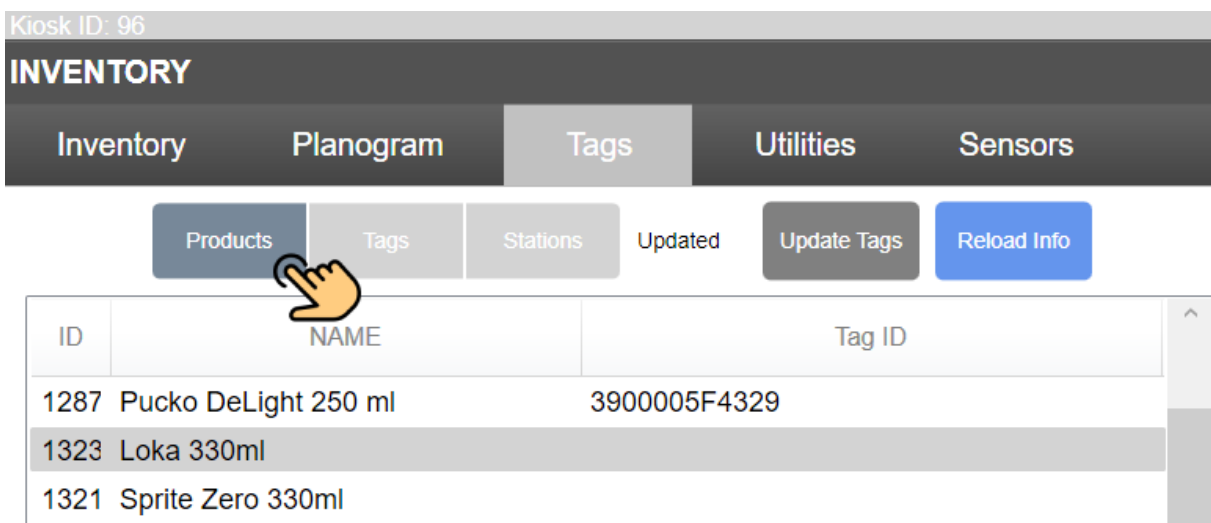 Kiosk ID: 96
INVENTORY
Inventory Planogram Tags Utilities Sensors
Products Tags Stations Updated Update Tags Reload Info
ID NAME Tag ID
1287 Pucko DeLight 250 ml 3900005F4329
1323 Loka 330ml
1321 Sprite Zero 330ml